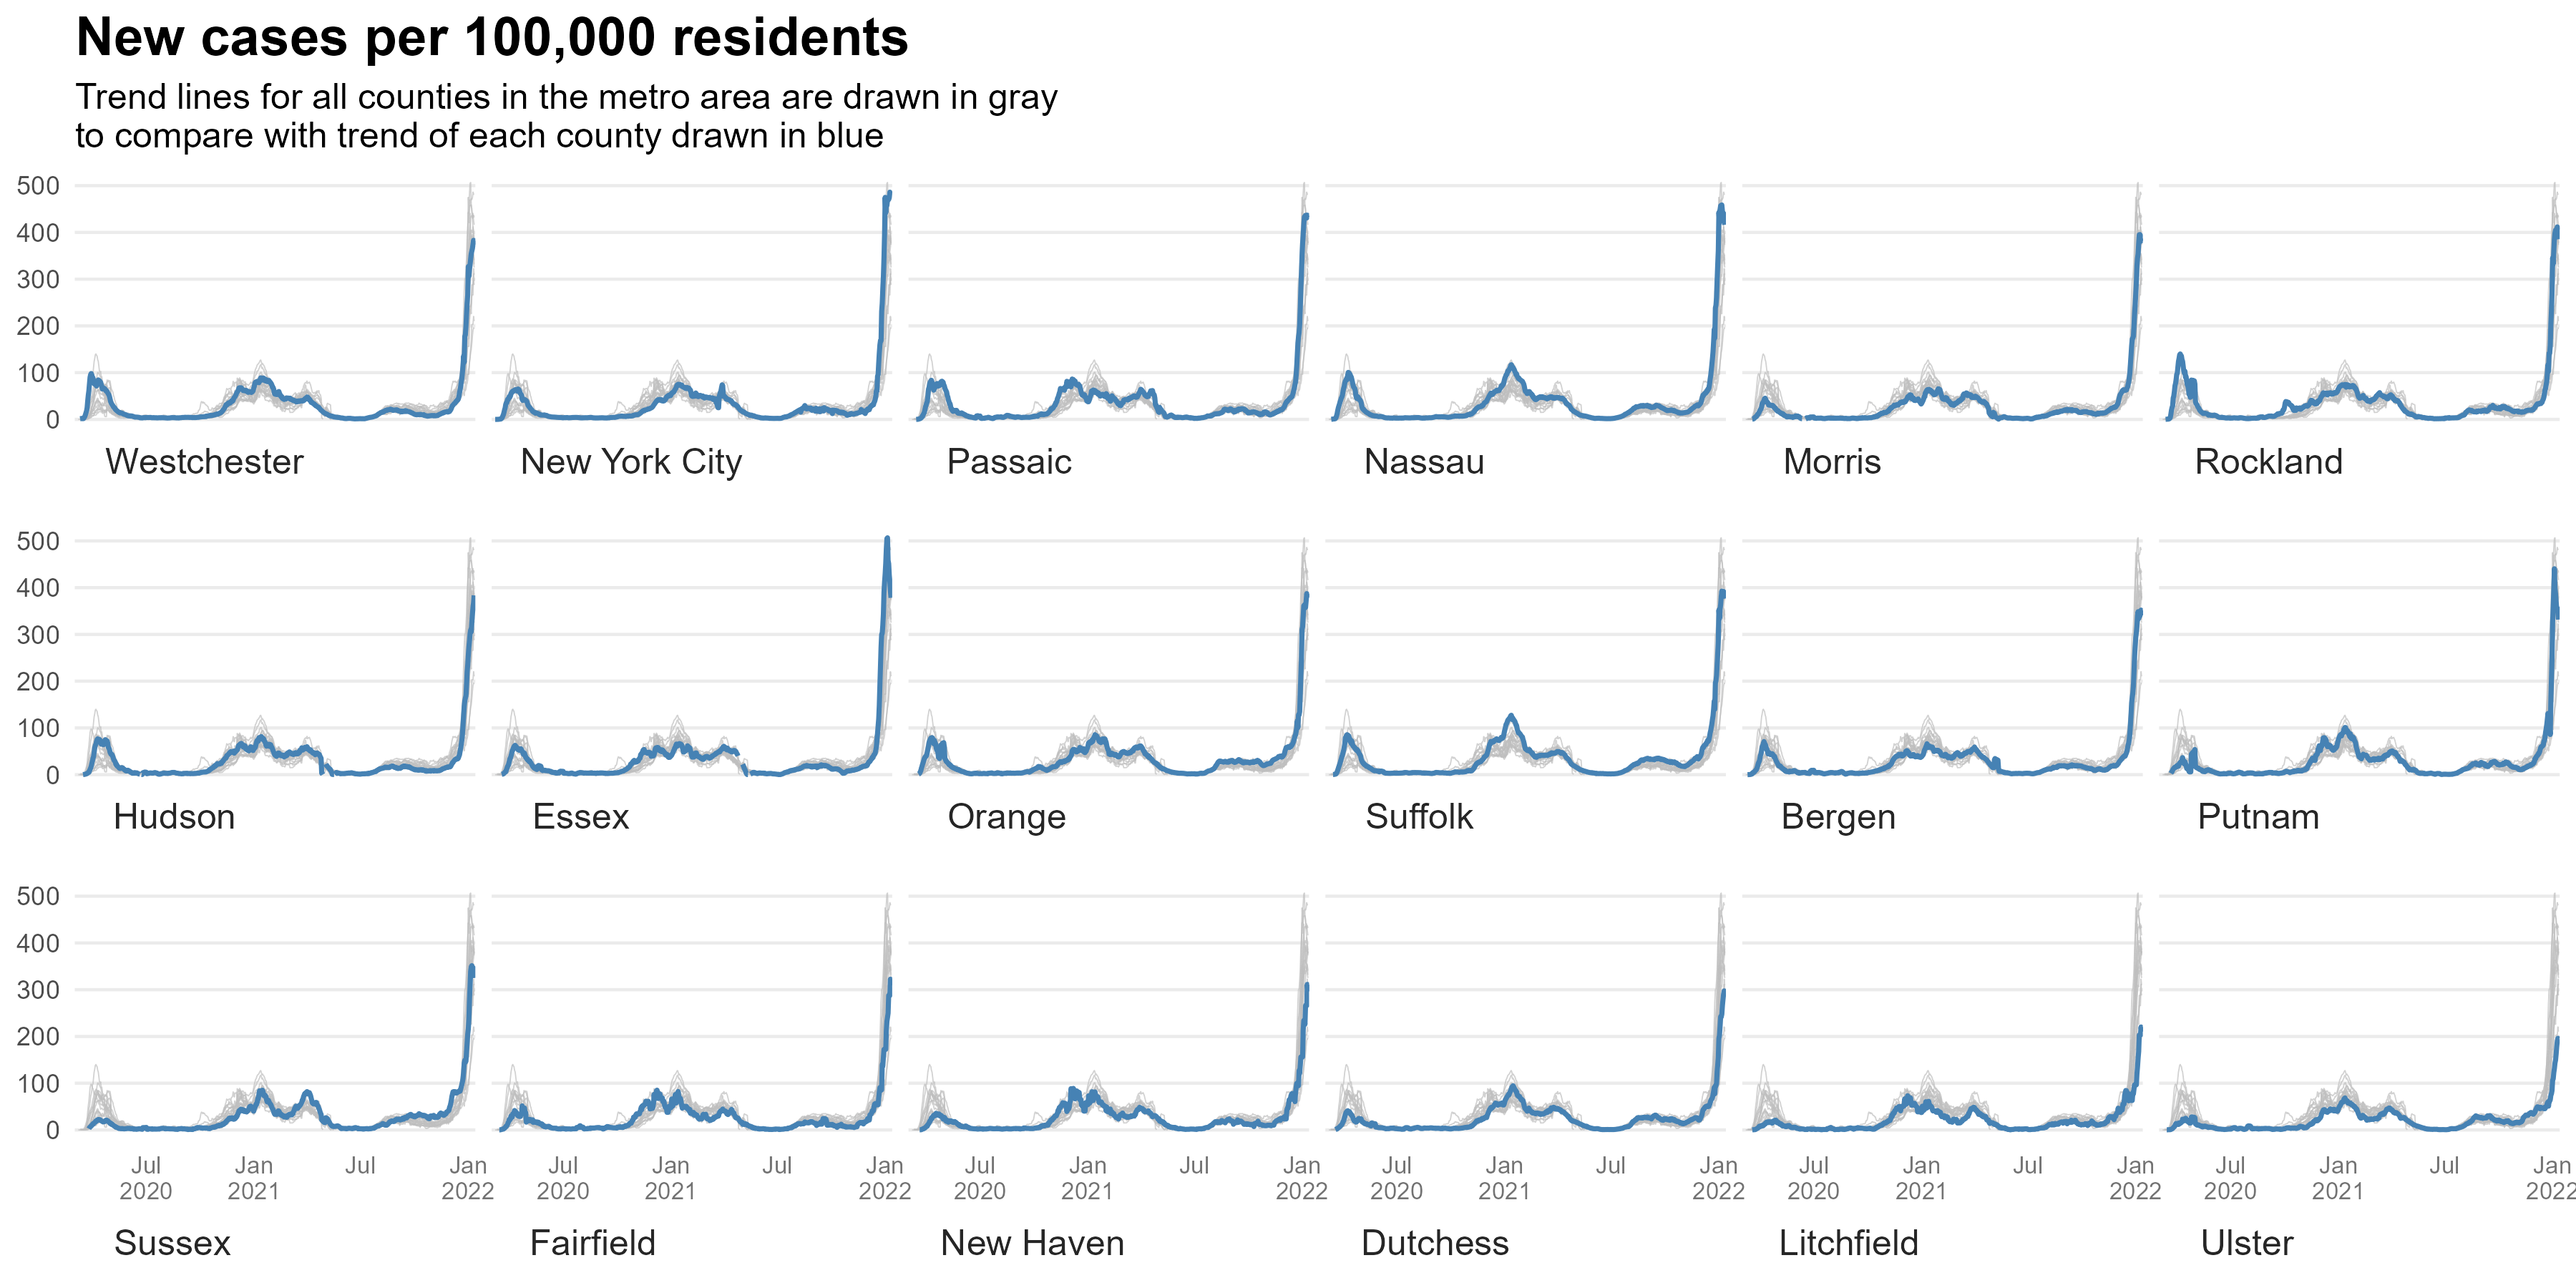 New cases per 100,000 residents
Trend lines for all counties in the metro area are drawn in gray
to compare with trend of each county drawn in blue
500
400
300
200
100
0
Westchester New York City Passaic Nassau Morris Rockland
500
400
300
200
100
0
Hudson Essex Orange Suffolk Bergen Putnam
500
400
300
200
100
0
Jul Jan Jul Jan Jul Jan Jul Jan Jul Jan Jul Jan Jul Jan Jul Jan Jul Jan Jul Jan Jul Jan Jul Jan
2020 2021 2022 2020 2021 2022 2020 2021 2022 2020 2021 2022 2020 2021 2022 2020 2021 2022
Sussex Fairfield New Haven Dutchess Litchfield Ulster